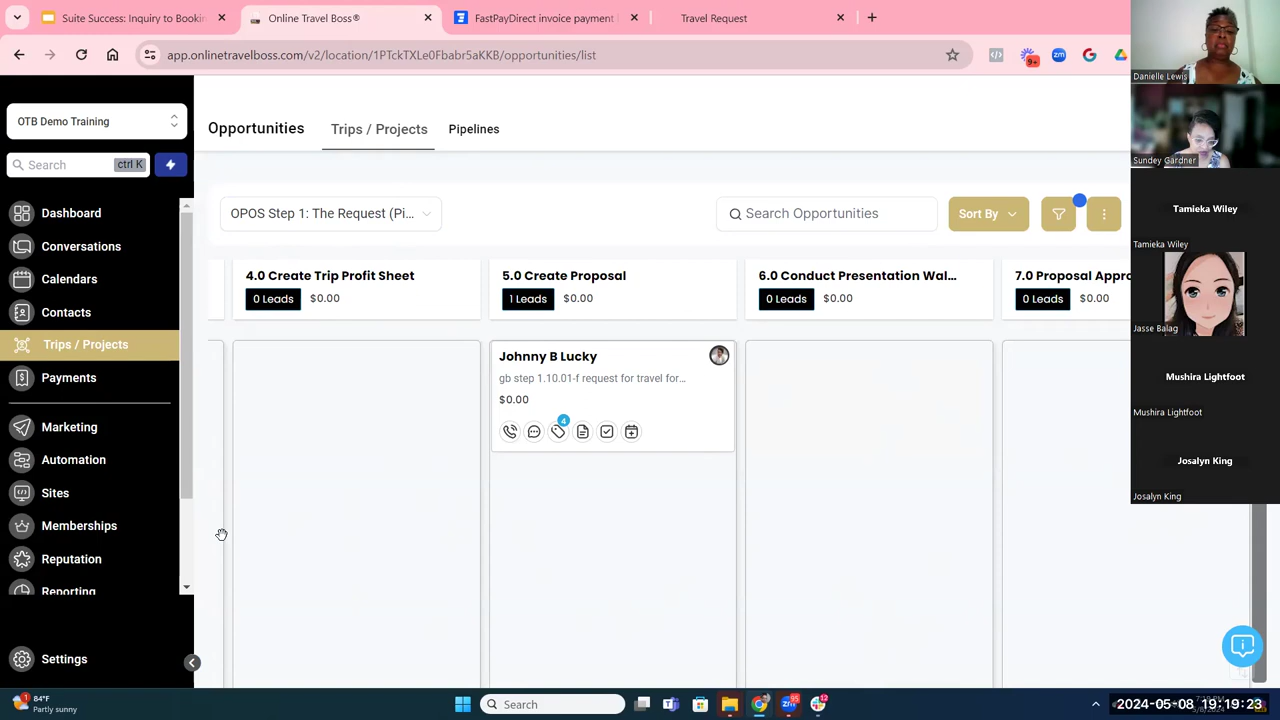 Suite Success: Inquiry to Bookin
Online Travel Boss®
FastPayDirect invoice payment
Travel Request
app.onlinetravelboss.com/v2/location/1PTckTXLe0Fbabr5aKKB/opportunities/list
9+
zm
OTB Demo Training
Search
ctrl K
Dashboard
Conversations
Calendars
Contacts
Trips / Projects
Payments
Marketing
Automation
Sites
Memberships
Reputation
Reporting
Settings
Opportunities
Trips / Projects
Pipelines
OPOS Step 1: The Request (Pi...
Search Opportunities
Sort By
4.0 Create Trip Profit Sheet
0 Leads
$0.00
5.0 Create Proposal
1 Leads
$0.00
6.0 Conduct Presentation Wal...
0 Leads
$0.00
7.0 Proposal Appro
0 Leads
$0.00
Johnny B Lucky
gb step 1.10.01-f request for travel for...
$0.00
4
Danielle Lewis
Sundey Gardner
Tamieka Wiley
Tamieka Wiley
Jasse Balag
Mushira Lightfoot
Mushira Lightfoot
Josalyn King
Josalyn King
1
84°F
Partly sunny
Search
2024-05-08 19:19:23